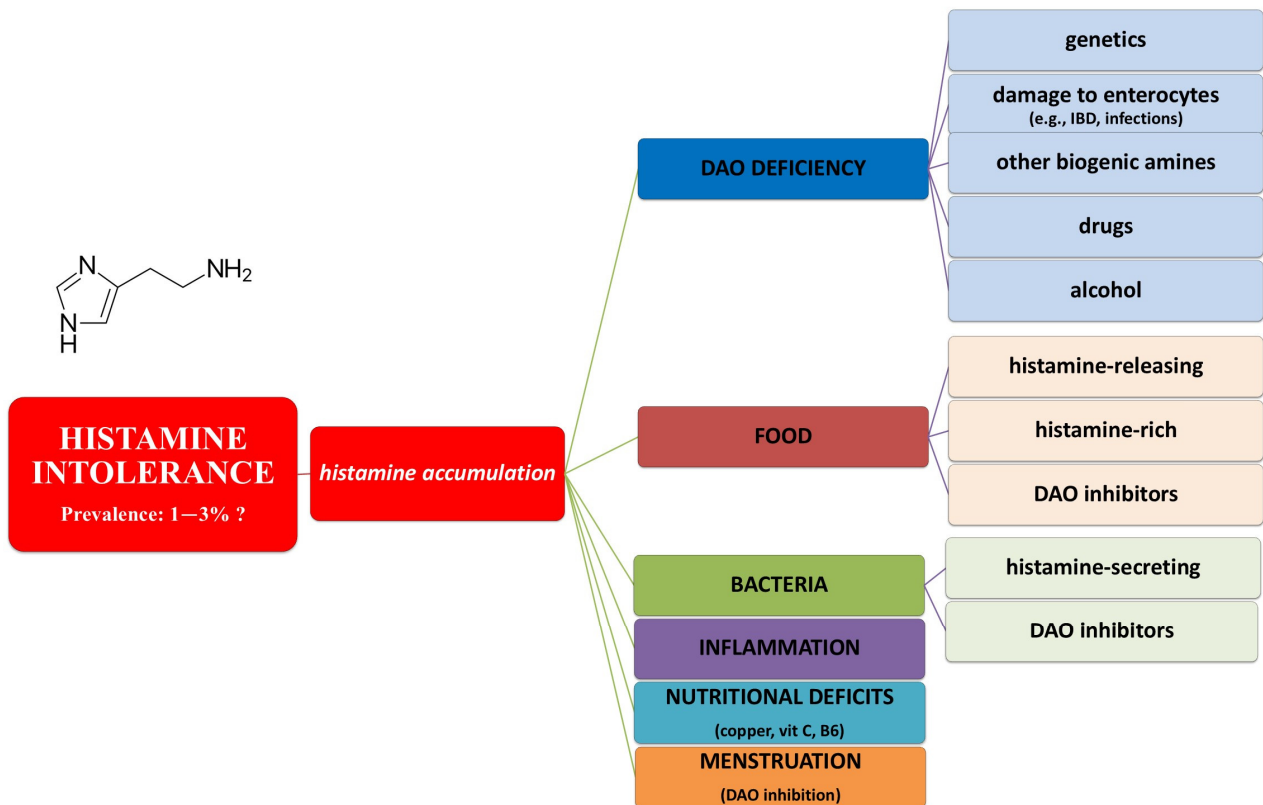 genetics
damage to enterocytes
(e.g., IBD, infections)
DAO DEFICIENCY
other biogenic amines
drugs
alcohol
N
NH2
N
H
HISTAMINE
INTOLERANCE
Prevalence: 1—3% ?
histamine accumulation
FOOD
histamine-releasing
histamine-rich
DAO inhibitors
BACTERIA
histamine-secreting
DAO inhibitors
INFLAMMATION
NUTRITIONAL DEFICITS
(copper, vit C, B6)
MENSTRUATION
(DAO inhibition)